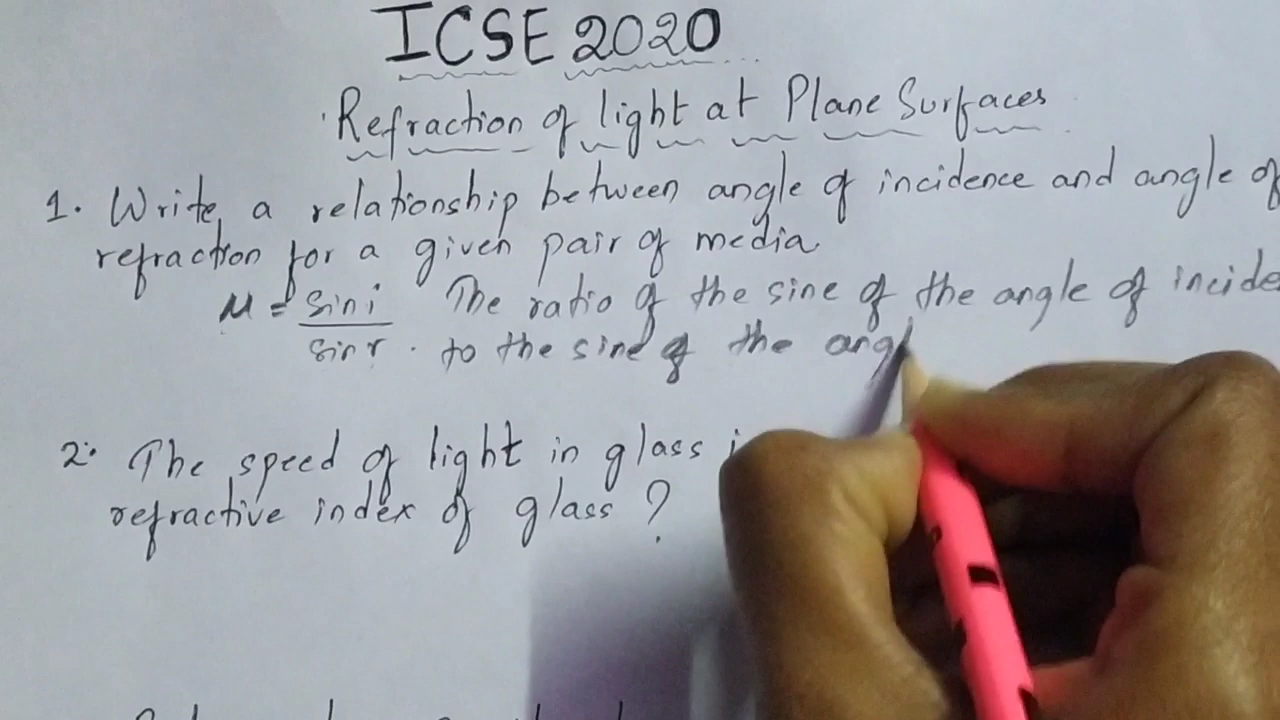 ICSE 2020
Refraction of light at Plane Surfaces
1. Write a relationship between angle of incidence and angle of
refraction for a given pair of media
μ = sin i / sin r . The ratio of the sine of the angle of incide
to the sine of the angl
2. The speed of light in glass
refractive index of glass ?